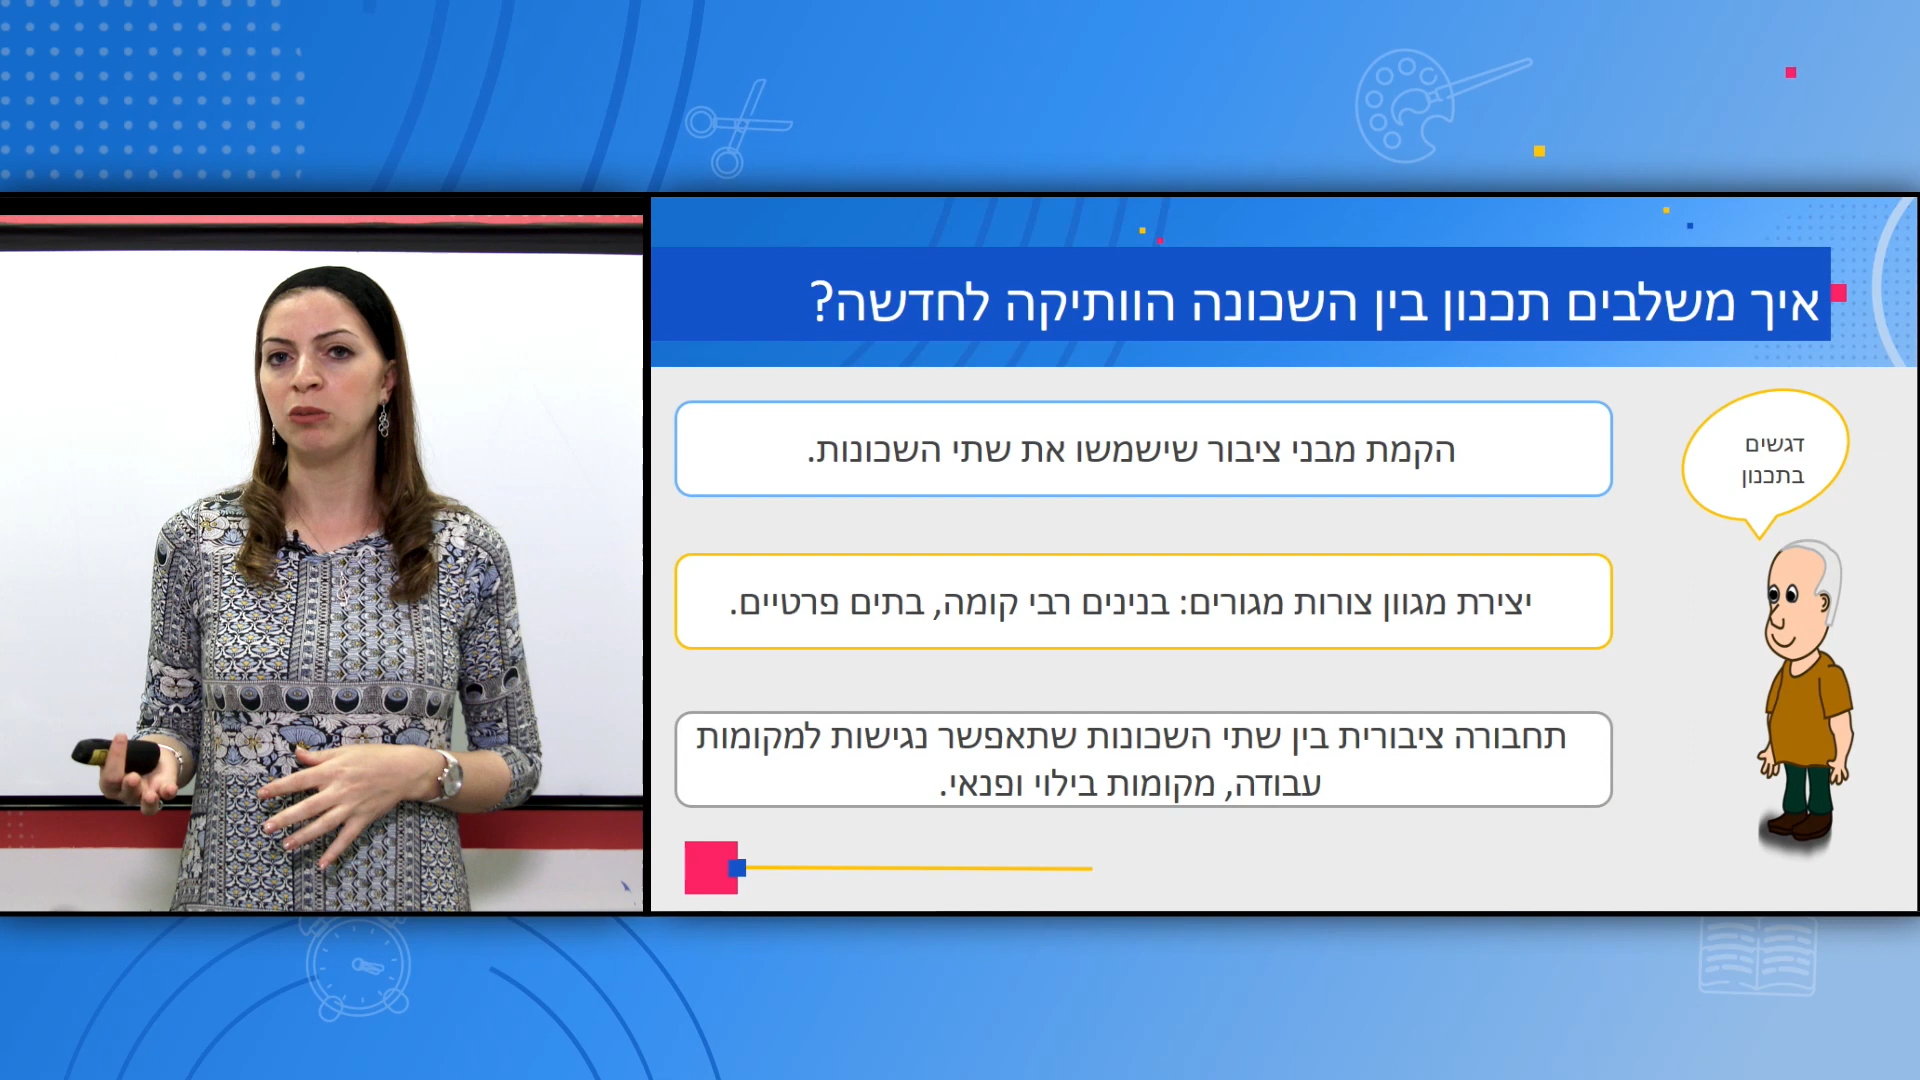 איך משלבים תכנון בין השכונה הוותיקה לחדשה?
דגשים
בתכנון
הקמת מבני ציבור שישמשו את שתי השכונות.
יצירת מגוון צורות מגורים: בנינים רבי קומה, בתים פרטיים.
תחבורה ציבורית בין שתי השכונות שתאפשר נגישות למקומות
עבודה, מקומות בילוי ופנאי.